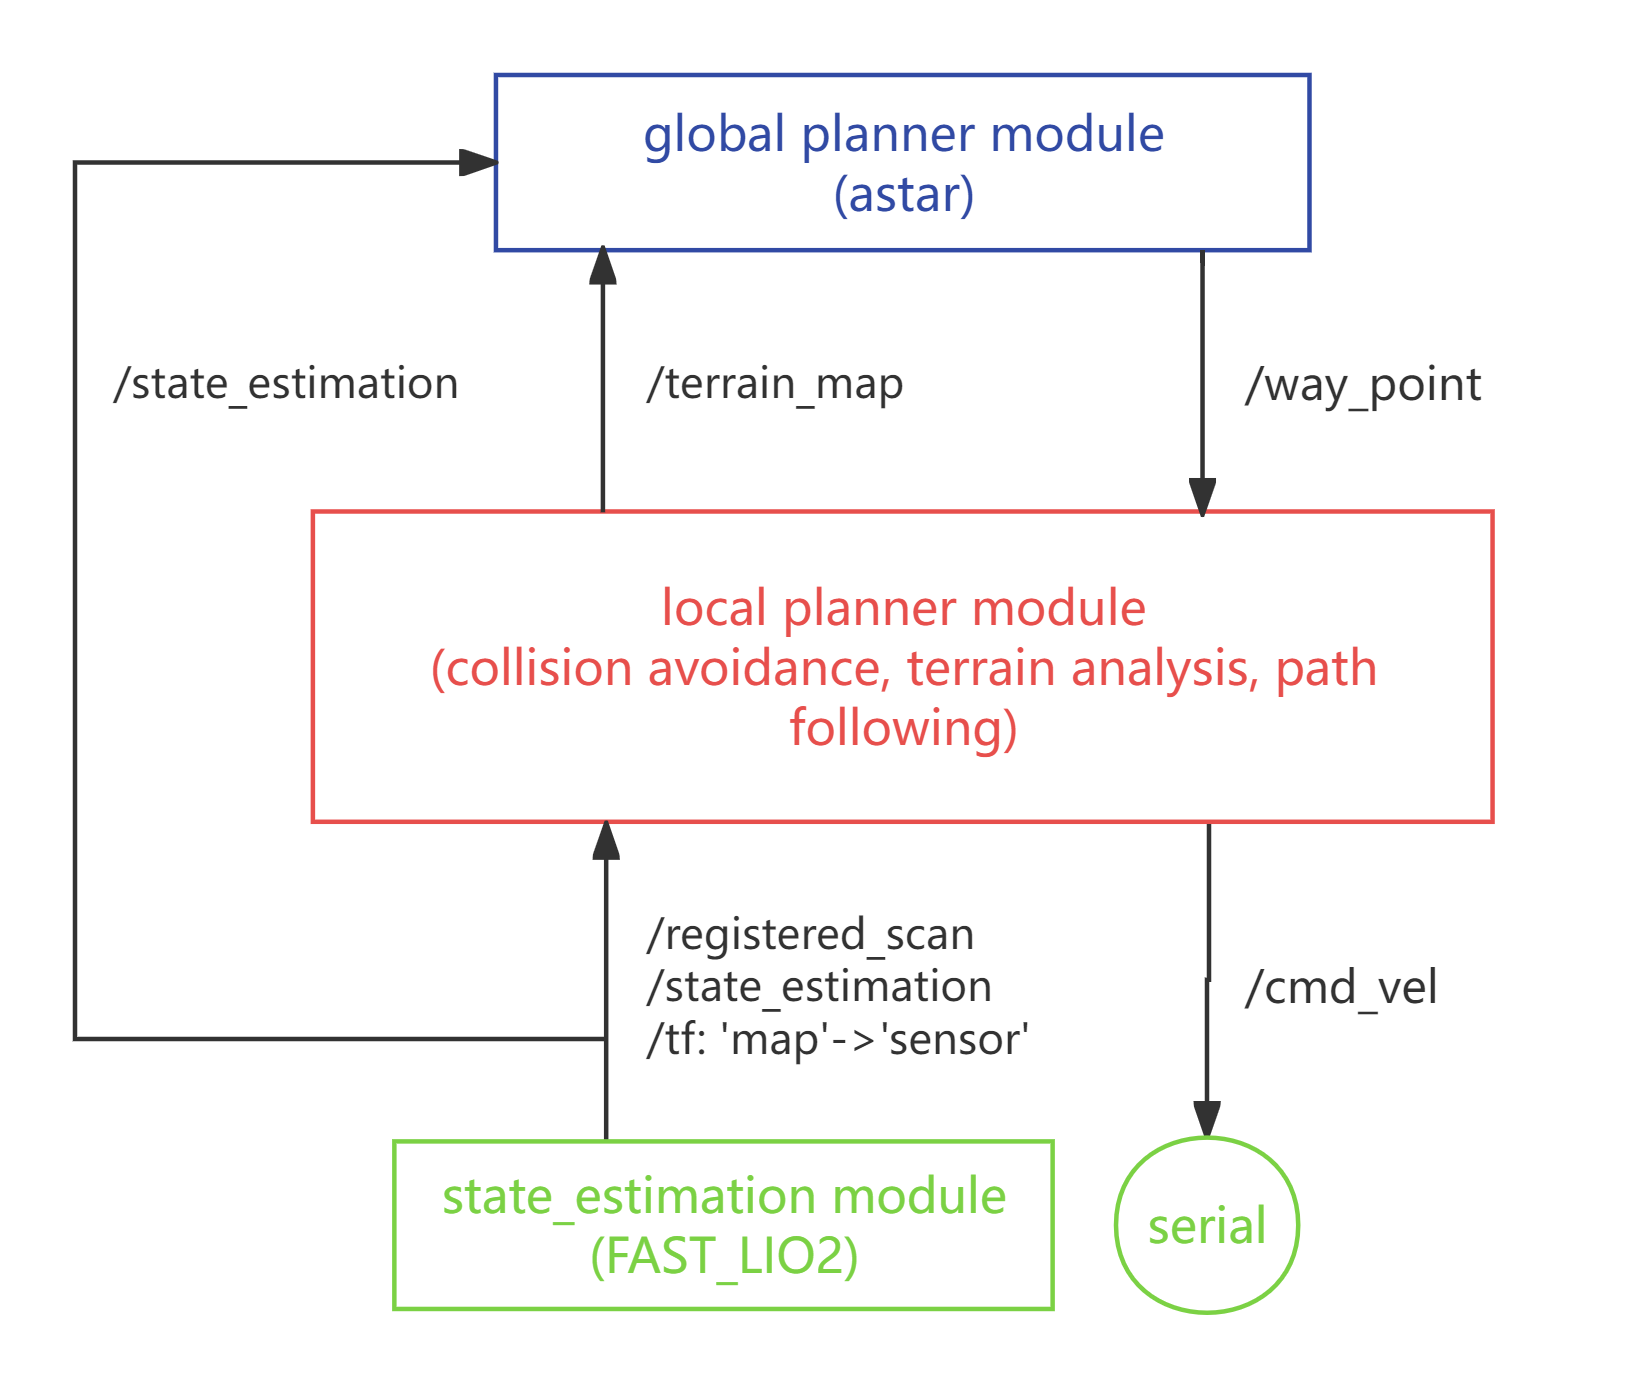 global planner module
(astar)
/state_estimation
/terrain_map
/way_point
local planner module
(collision avoidance, terrain analysis, path
following)
/registered_scan
/state_estimation
/tf: 'map'->'sensor'
/cmd_vel
state_estimation module
(FAST_LIO2)
serial